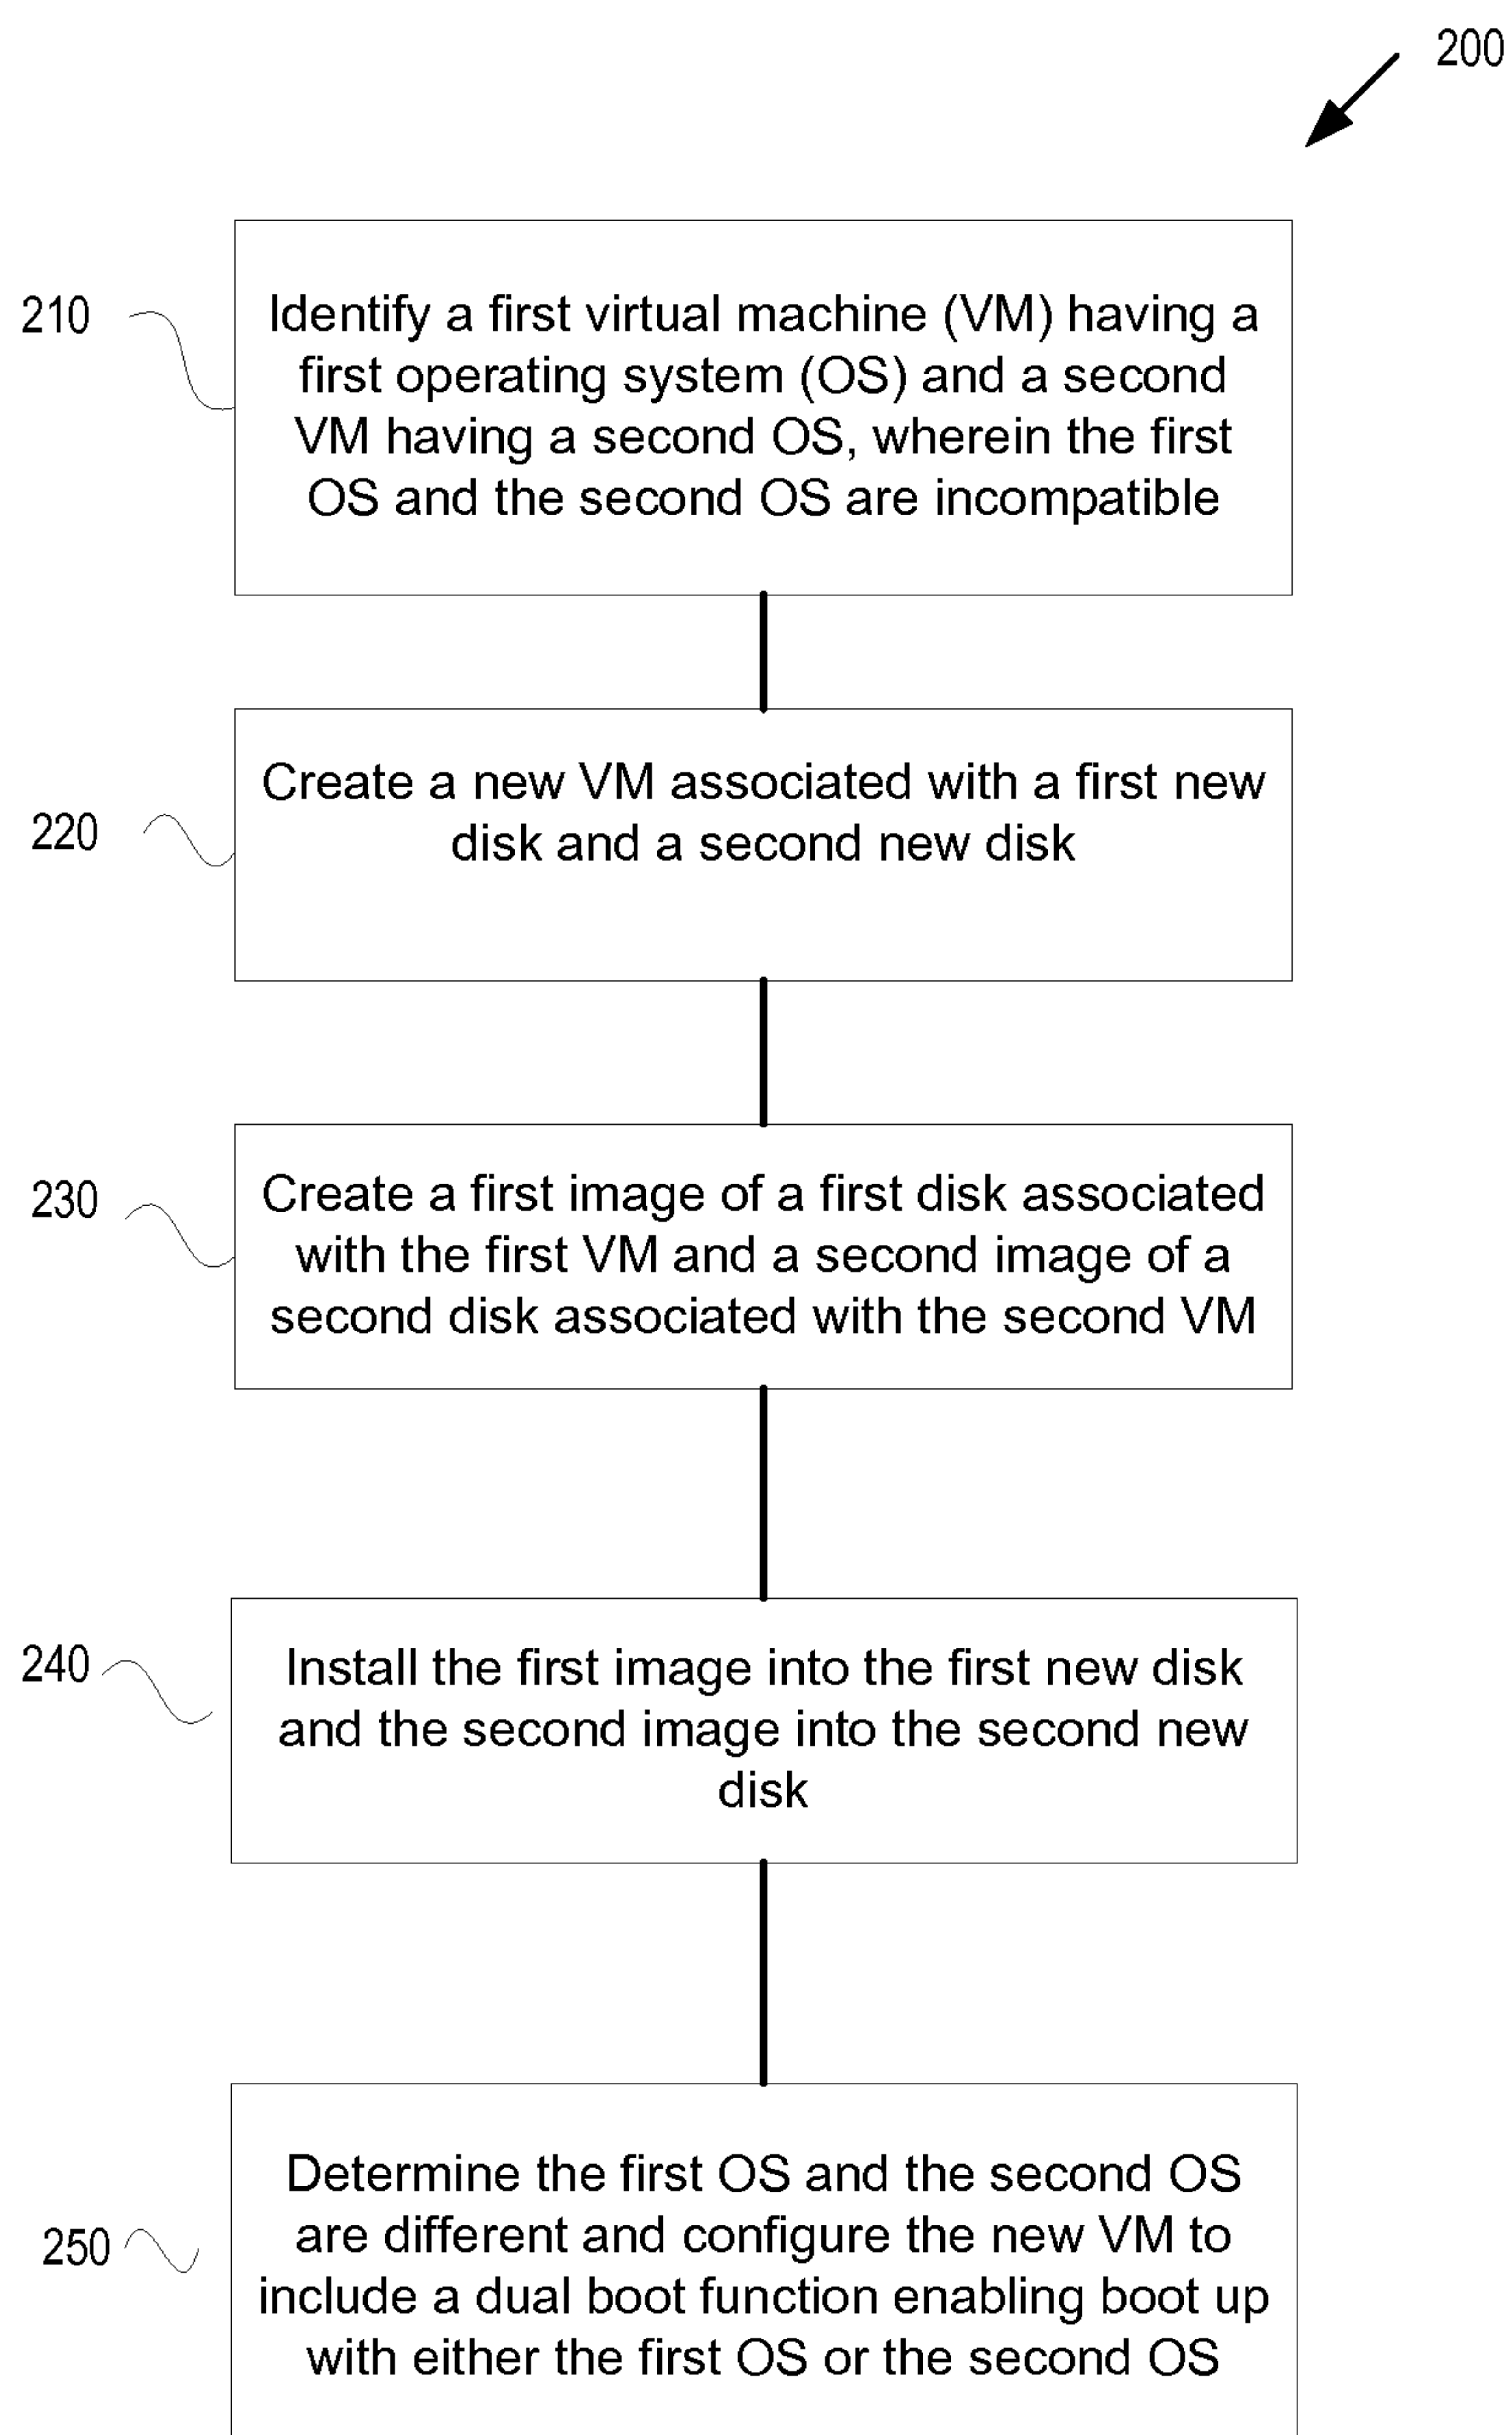 200
210
Identify a first virtual machine (VM) having a
first operating system (OS) and a second
VM having a second OS, wherein the first
OS and the second OS are incompatible
220
Create a new VM associated with a first new
disk and a second new disk
230
Create a first image of a first disk associated
with the first VM and a second image of a
second disk associated with the second VM
240
Install the first image into the first new disk
and the second image into the second new
disk
250
Determine the first OS and the second OS
are different and configure the new VM to
include a dual boot function enabling boot up
with either the first OS or the second OS